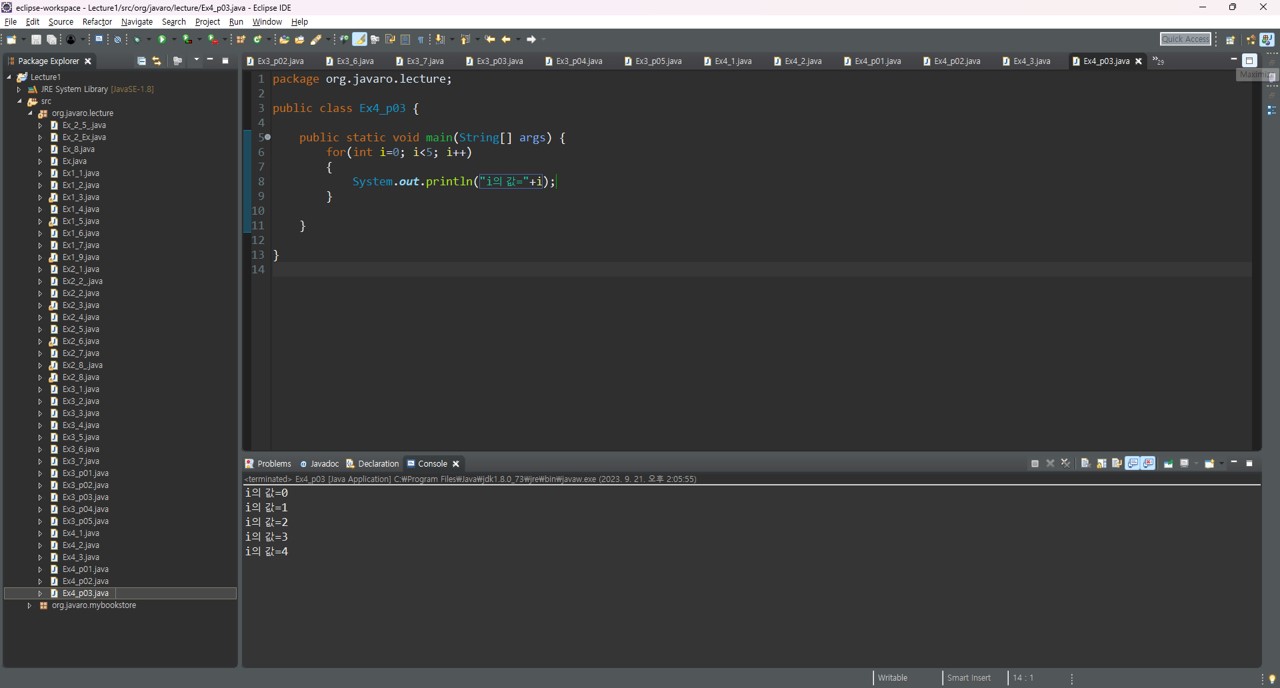 eclipse-workspace - Lecture1/src/org/javaro/lecture/Ex4_p03.java - Eclipse IDE
File Edit Source Refactor Navigate Search Project Run Window Help
Quick Access
Package Explorer
Lecture1
JRE System Library [JavaSE-1.8]
src
org.javaro.lecture
Ex_2_5_.java
Ex_2_Ex.java
Ex_8.java
Ex.java
Ex1_1.java
Ex1_2.java
Ex1_3.java
Ex1_4.java
Ex1_5.java
Ex1_6.java
Ex1_7.java
Ex1_9.java
Ex2_1.java
Ex2_2_.java
Ex2_2.java
Ex2_3.java
Ex2_4.java
Ex2_5.java
Ex2_6.java
Ex2_7.java
Ex2_8_.java
Ex2_8.java
Ex3_1.java
Ex3_2.java
Ex3_3.java
Ex3_4.java
Ex3_5.java
Ex3_6.java
Ex3_7.java
Ex3_p01.java
Ex3_p02.java
Ex3_p03.java
Ex3_p04.java
Ex3_p05.java
Ex4_1.java
Ex4_2.java
Ex4_3.java
Ex4_p01.java
Ex4_p02.java
Ex4_p03.java
org.javaro.mybookstore
Ex3_p02.java Ex3_6.java Ex3_7.java Ex3_p03.java Ex3_p04.java Ex3_p05.java Ex4_1.java Ex4_2.java Ex4_p01.java Ex4_p02.java Ex4_3.java Ex4_p03.java »29
1 package org.javaro.lecture;
2
3 public class Ex4_p03 {
4
5 public static void main(String[] args) {
6 for(int i=0; i<5; i++)
7 {
8 System.out.println("i의 값="+i);
9 }
10
11 }
12
13 }
14
Problems Javadoc Declaration Console
<terminated> Ex4_p03 [Java Application] C:₩Program Files₩Java₩jdk1.8.0_73₩jre₩bin₩javaw.exe (2023. 9. 21. 오후 2:05:55)
i의 값=0
i의 값=1
i의 값=2
i의 값=3
i의 값=4
Writable Smart Insert 14 : 1